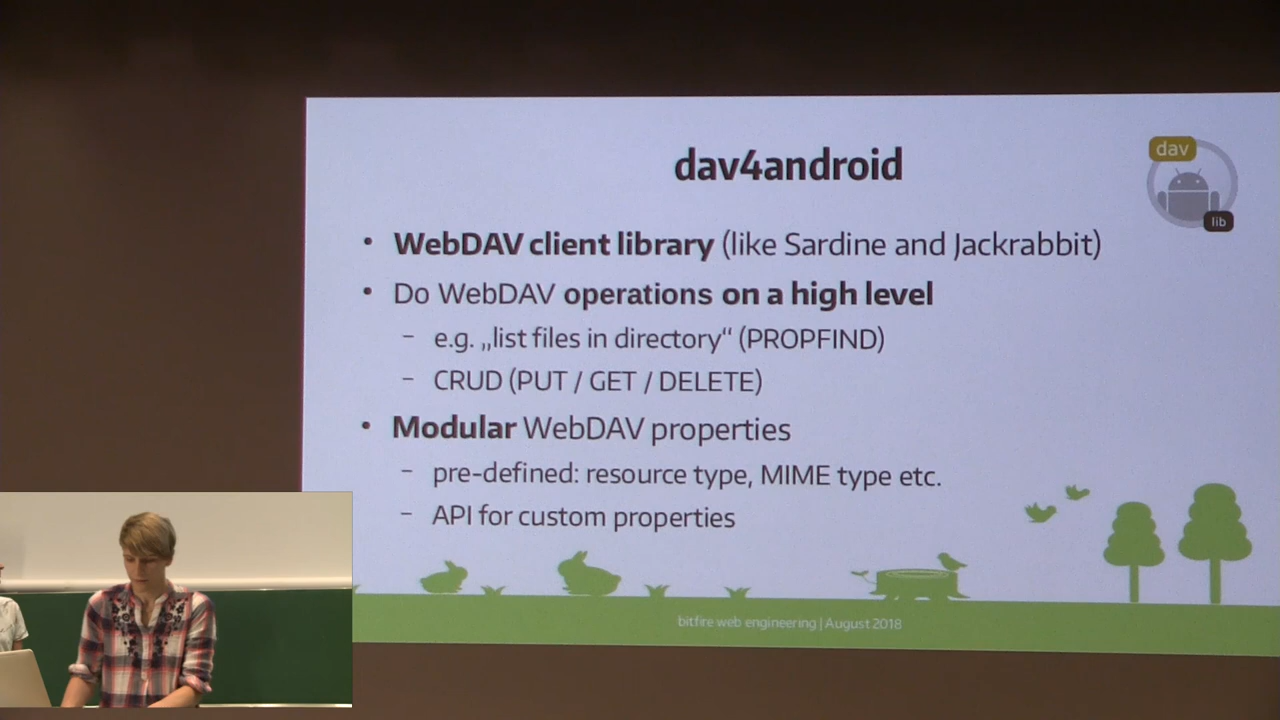 dav4android
dav
lib
• WebDAV client library (like Sardine and Jackrabbit)
• Do WebDAV operations on a high level
– e.g. „list files in directory“ (PROPFIND)
– CRUD (PUT / GET / DELETE)
• Modular WebDAV properties
– pre-defined: resource type, MIME type etc.
– API for custom properties
bitfire web engineering | August 2018